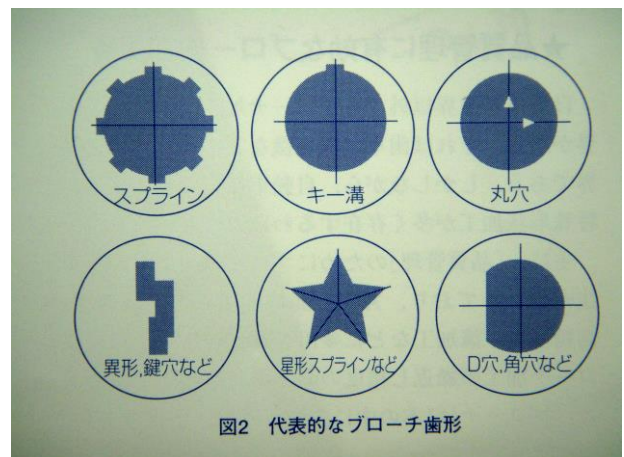 スプライン
キー溝
丸穴
異形,鍵穴など
星形スプラインなど
D穴,角穴など
図2 代表的なブローチ歯形